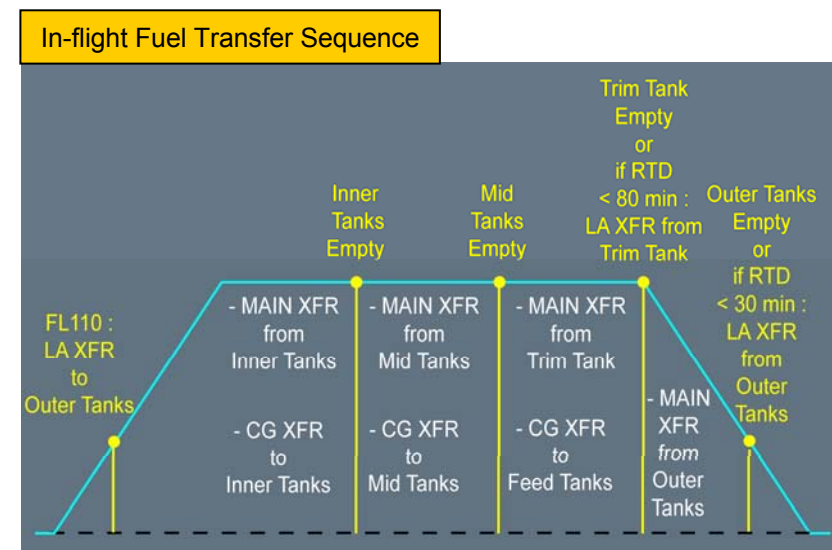 In-flight Fuel Transfer Sequence
FL110 :
LA XFR
to
Outer Tanks
Inner
Tanks
Empty
Mid
Tanks
Empty
Trim Tank
Empty
or
if RTD
< 80 min :
LA XFR from
Trim Tank
Outer Tanks
Empty
or
if RTD
< 30 min :
LA XFR
from
Outer
Tanks
- MAIN XFR
from
Inner Tanks
- CG XFR
to
Inner Tanks
- MAIN XFR
from
Mid Tanks
- CG XFR
to
Mid Tanks
- MAIN XFR
from
Trim Tank
- CG XFR
to
Feed Tanks
- MAIN
XFR
from
Outer
Tanks